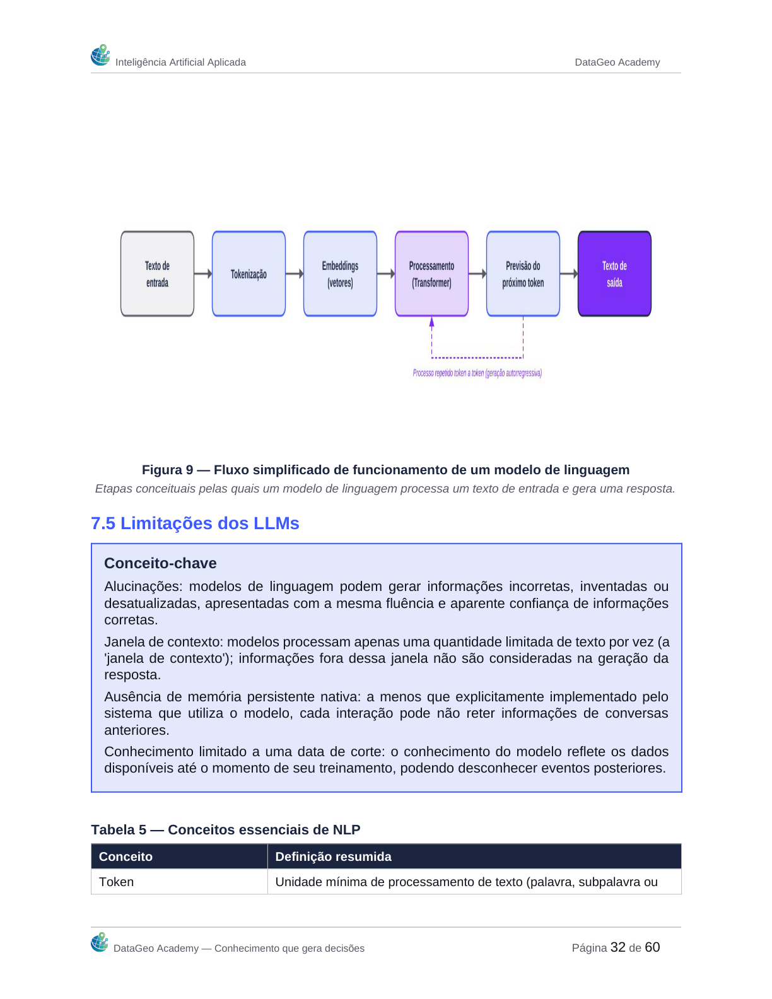 Inteligência Artificial Aplicada
DataGeo Academy
Texto de
entrada
Tokenização
Embeddings
(vetores)
Processamento
(Transformer)
Previsão do
próximo token
Texto de
saída
Processo repetido token a token (geração autorregressiva)
Figura 9 — Fluxo simplificado de funcionamento de um modelo de linguagem
Etapas conceituais pelas quais um modelo de linguagem processa um texto de entrada e gera uma resposta.
7.5 Limitações dos LLMs
Conceito-chave
Alucinações: modelos de linguagem podem gerar informações incorretas, inventadas ou
desatualizadas, apresentadas com a mesma fluência e aparente confiança de informações
corretas.
Janela de contexto: modelos processam apenas uma quantidade limitada de texto por vez (a
'janela de contexto'); informações fora dessa janela não são consideradas na geração da
resposta.
Ausência de memória persistente nativa: a menos que explicitamente implementado pelo
sistema que utiliza o modelo, cada interação pode não reter informações de conversas
anteriores.
Conhecimento limitado a uma data de corte: o conhecimento do modelo reflete os dados
disponíveis até o momento de seu treinamento, podendo desconhecer eventos posteriores.
Tabela 5 — Conceitos essenciais de NLP
Conceito
Definição resumida
Token
Unidade mínima de processamento de texto (palavra, subpalavra ou
DataGeo Academy — Conhecimento que gera decisões
Página 32 de 60